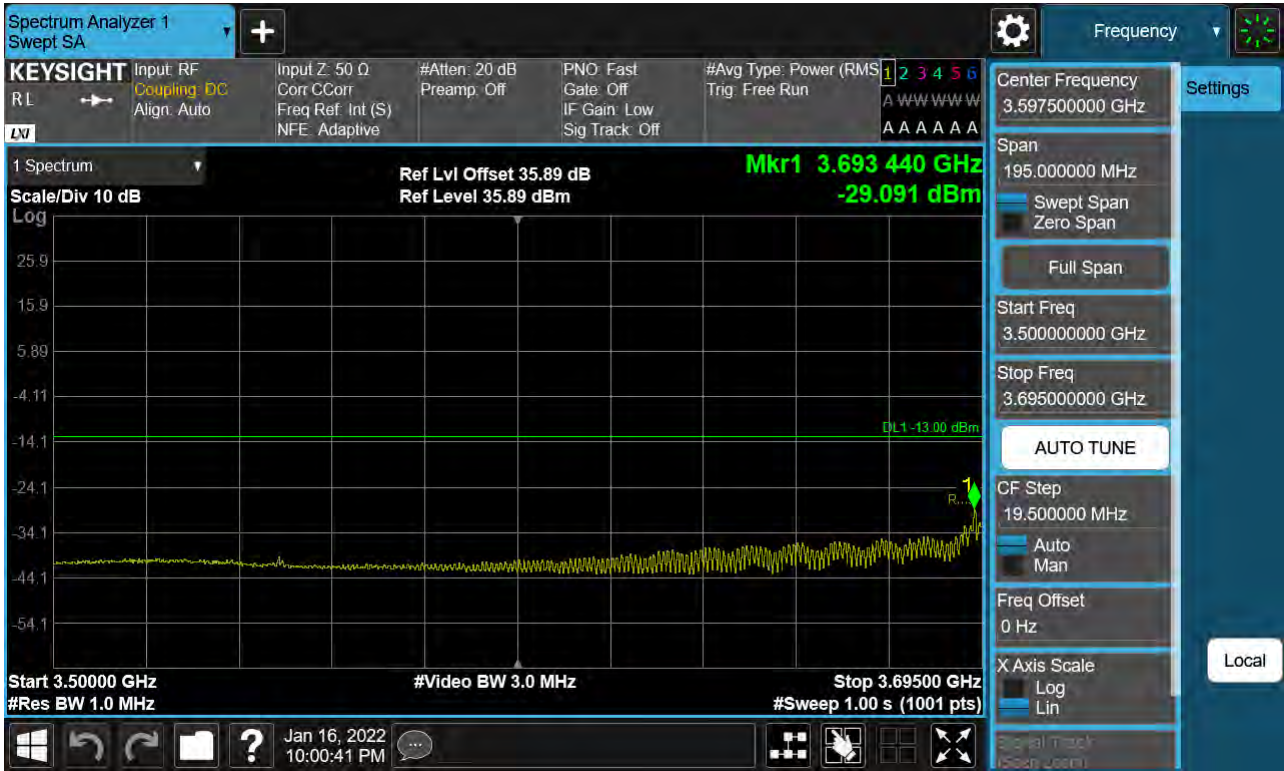 Spectrum Analyzer 1
Swept SA
Frequency
KEYSIGHT
RL
LXI
Input: RF
Coupling: DC
Align: Auto
Input Z: 50 Ω
Corr CCorr
Freq Ref: Int (S)
NFE: Adaptive
#Atten: 20 dB
Preamp: Off
PNO: Fast
Gate: Off
IF Gain: Low
Sig Track: Off
#Avg Type: Power (RMS
Trig: Free Run
1 2 3 4 5 6
A W W W W W
A A A A A A
Center Frequency
3.597500000 GHz
Settings
Span
195.000000 MHz
Swept Span
Zero Span
Full Span
Start Freq
3.500000000 GHz
Stop Freq
3.695000000 GHz
AUTO TUNE
CF Step
19.500000 MHz
Auto
Man
Freq Offset
0 Hz
X Axis Scale
Log
Lin
Signal Track
(Span Zoom)
Local
1 Spectrum
Scale/Div 10 dB
Log
Ref Lvl Offset 35.89 dB
Ref Level 35.89 dBm
Mkr1 3.693 440 GHz
-29.091 dBm
25.9
15.9
5.89
-4.11
DL1 -13.00 dBm
-14.1
-24.1
1
R...
-34.1
-44.1
-54.1
Start 3.50000 GHz
#Video BW 3.0 MHz
Stop 3.69500 GHz
#Res BW 1.0 MHz
#Sweep 1.00 s (1001 pts)
?
Jan 16, 2022
10:00:41 PM